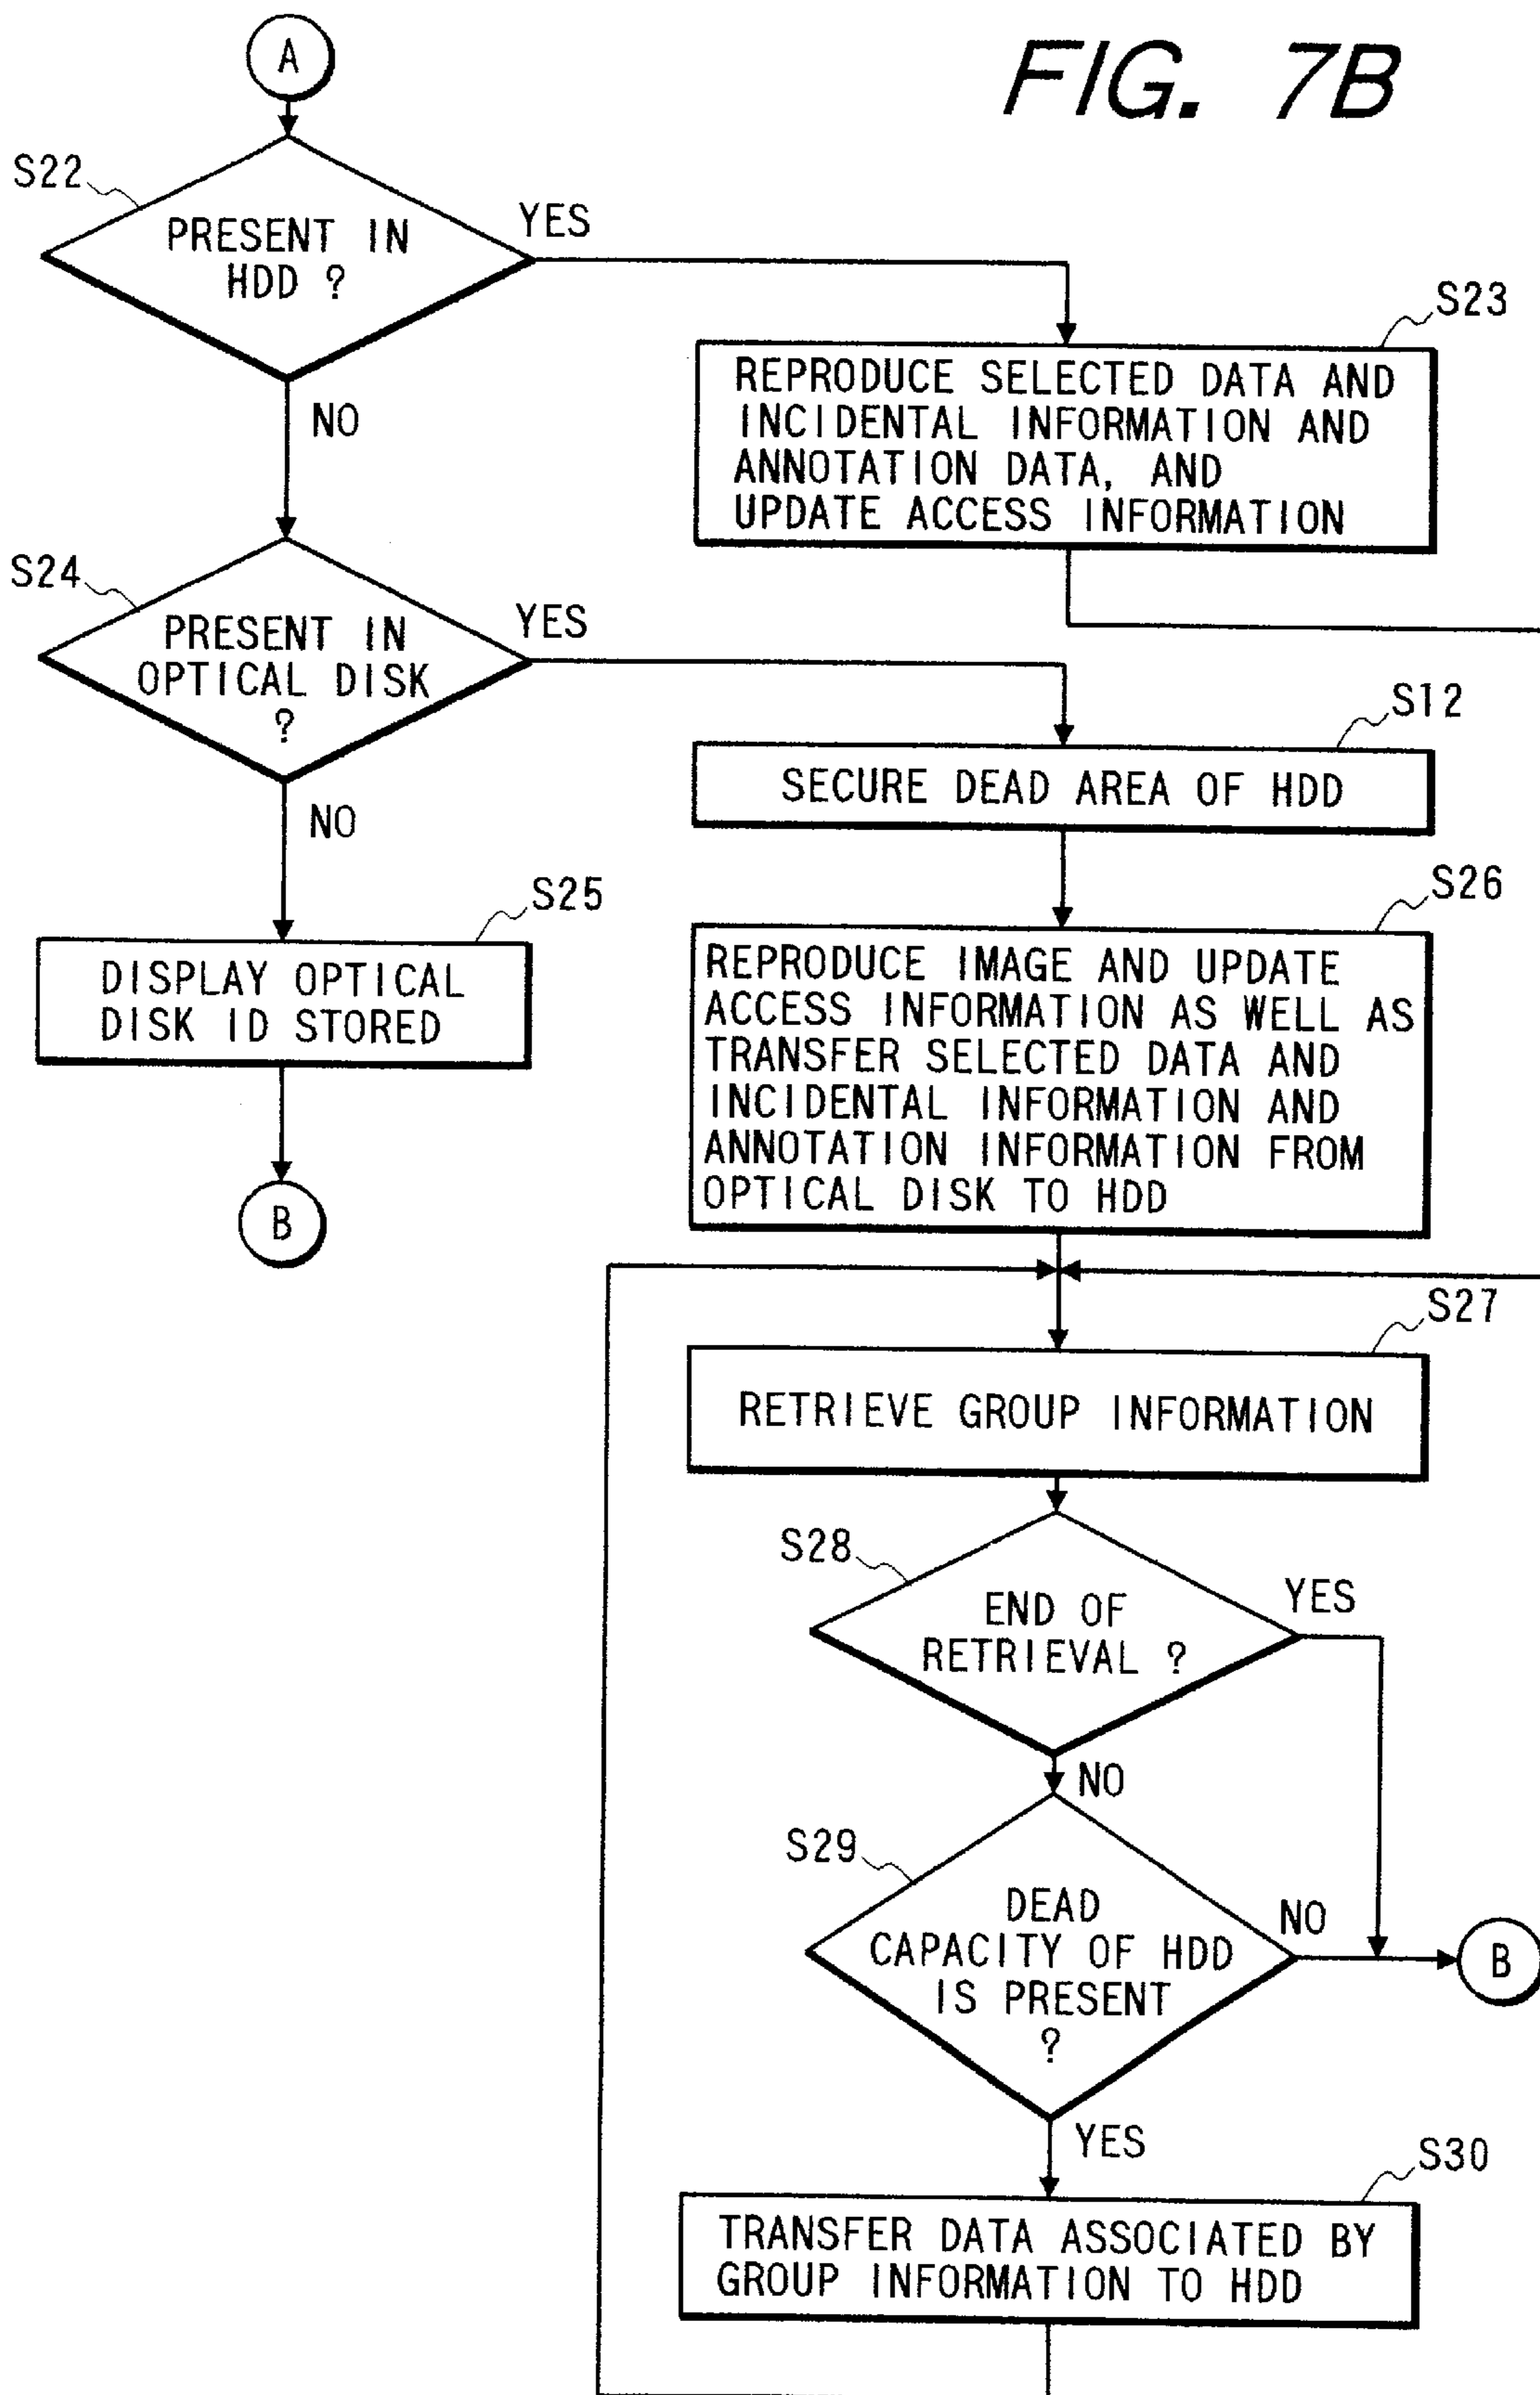 FIG. 7B
A
S22
PRESENT IN
HDD ?
YES
NO
S23
REPRODUCE SELECTED DATA AND
INCIDENTAL INFORMATION AND
ANNOTATION DATA, AND
UPDATE ACCESS INFORMATION
S24
PRESENT IN
OPTICAL DISK
?
YES
NO
S12
SECURE DEAD AREA OF HDD
S25
DISPLAY OPTICAL
DISK ID STORED
B
S26
REPRODUCE IMAGE AND UPDATE
ACCESS INFORMATION AS WELL AS
TRANSFER SELECTED DATA AND
INCIDENTAL INFORMATION AND
ANNOTATION INFORMATION FROM
OPTICAL DISK TO HDD
S27
RETRIEVE GROUP INFORMATION
S28
END OF
RETRIEVAL ?
YES
NO
S29
DEAD
CAPACITY OF HDD
IS PRESENT
?
NO
B
YES
S30
TRANSFER DATA ASSOCIATED BY
GROUP INFORMATION TO HDD